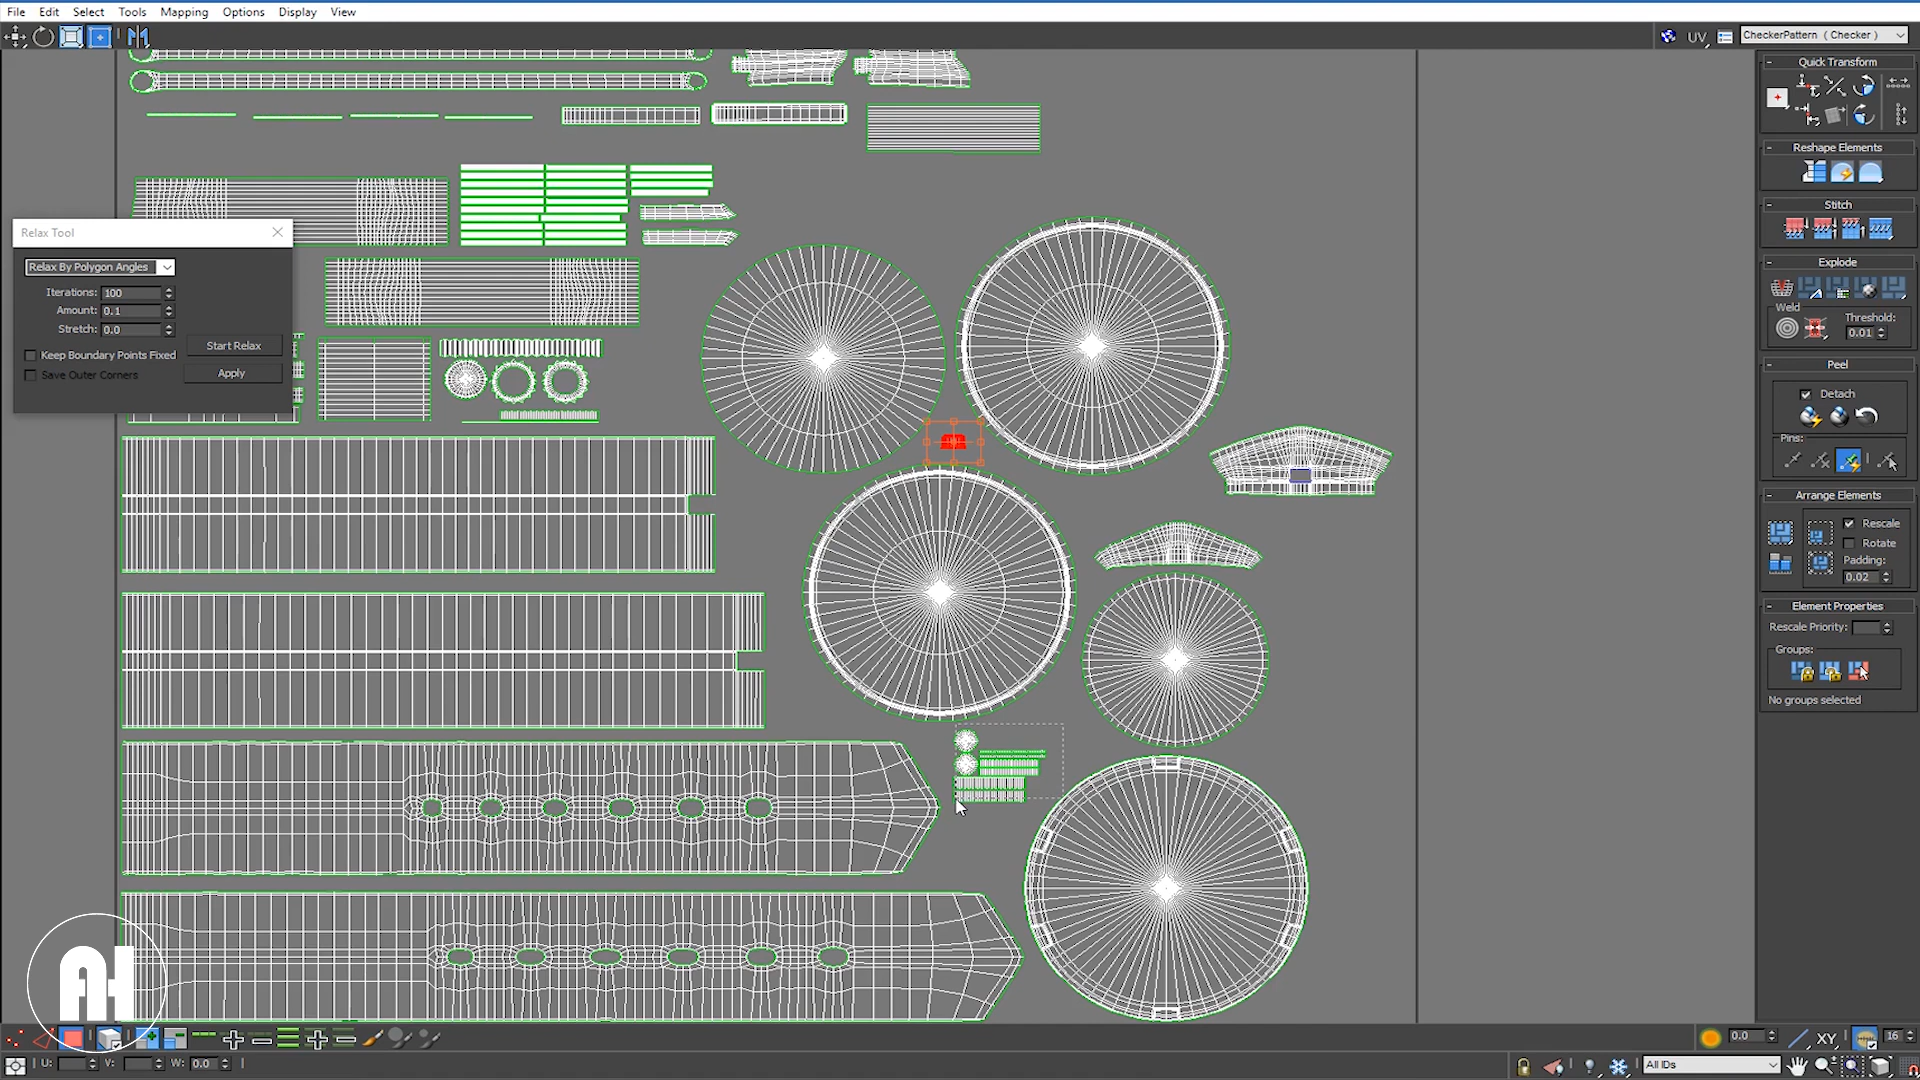 File Edit Select Tools Mapping Options Display View
UV CheckerPattern ( Checker )
Quick Transform
Reshape Elements
Stitch
Explode
Weld
Threshold:
0.01
Peel
Detach
Pins:
Arrange Elements
Rescale
Rotate
Padding:
0.02
Element Properties
Rescale Priority:
Groups:
No groups selected
Relax Tool
Relax By Polygon Angles
Iterations: 100
Amount: 0.1
Stretch: 0.0
Keep Boundary Points Fixed
Start Relax
Save Outer Corners
Apply
AH
0.0 XY 16
U: V: W: 0.0 All IDs